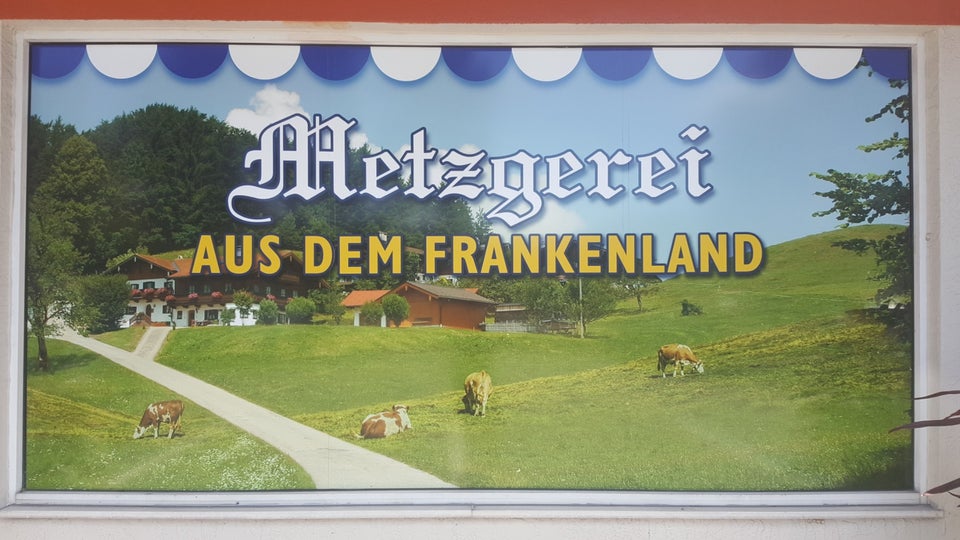 Metzgerei
AUS DEM FRANKENLAND